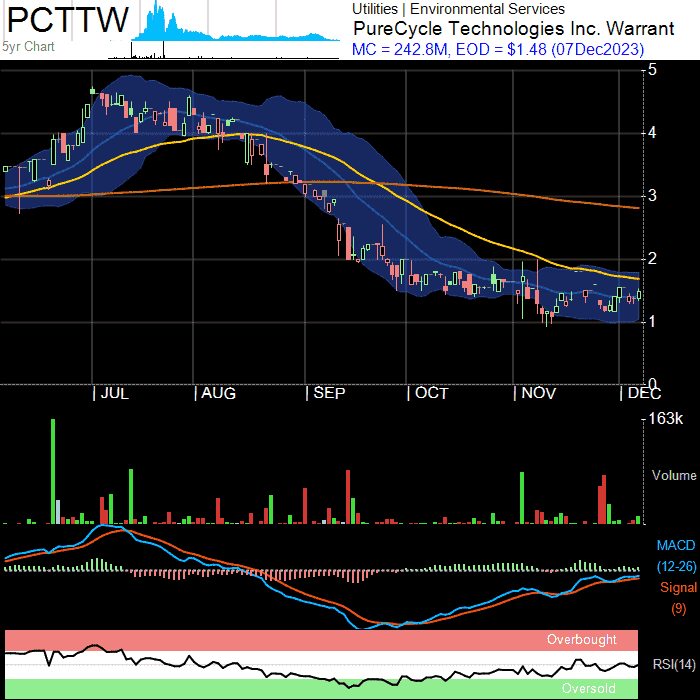 PCTTW
5yr Chart
Utilities | Environmental Services
PureCycle Technologies Inc. Warrant
MC = 242.8M, EOD = $1.48 (07Dec2023)
5
4
3
2
1
0
| JUL | AUG | SEP | OCT | NOV | DEC
163k
Volume
MACD
(12-26)
Signal
(9)
Overbought
RSI(14)
Oversold